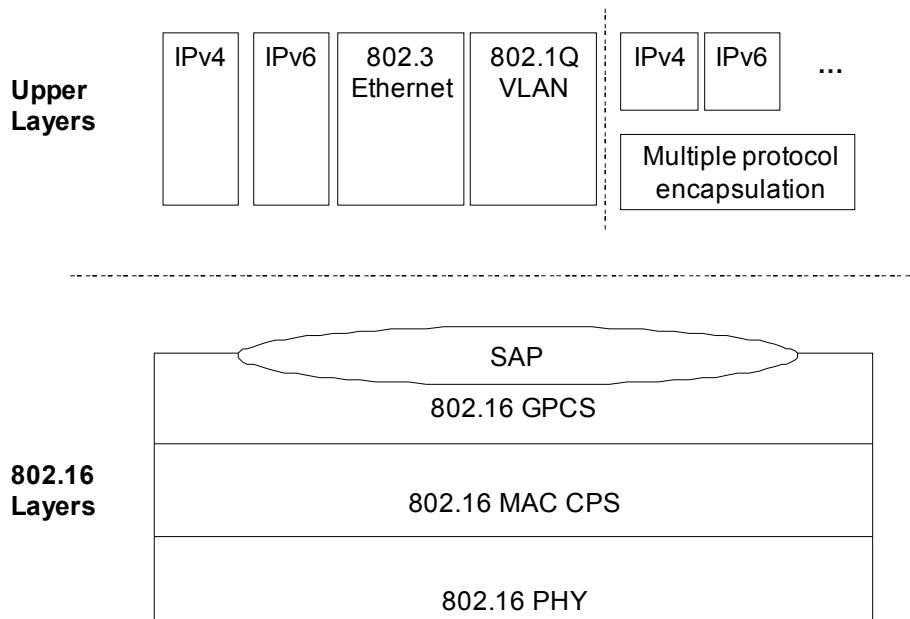 IPv4
IPv6
802.3
Ethernet
802.1Q
VLAN
IPv4
IPv6
...
Upper
Layers
Multiple protocol
encapsulation
SAP
802.16 GPCS
802.16
Layers
802.16 MAC CPS
802.16 PHY